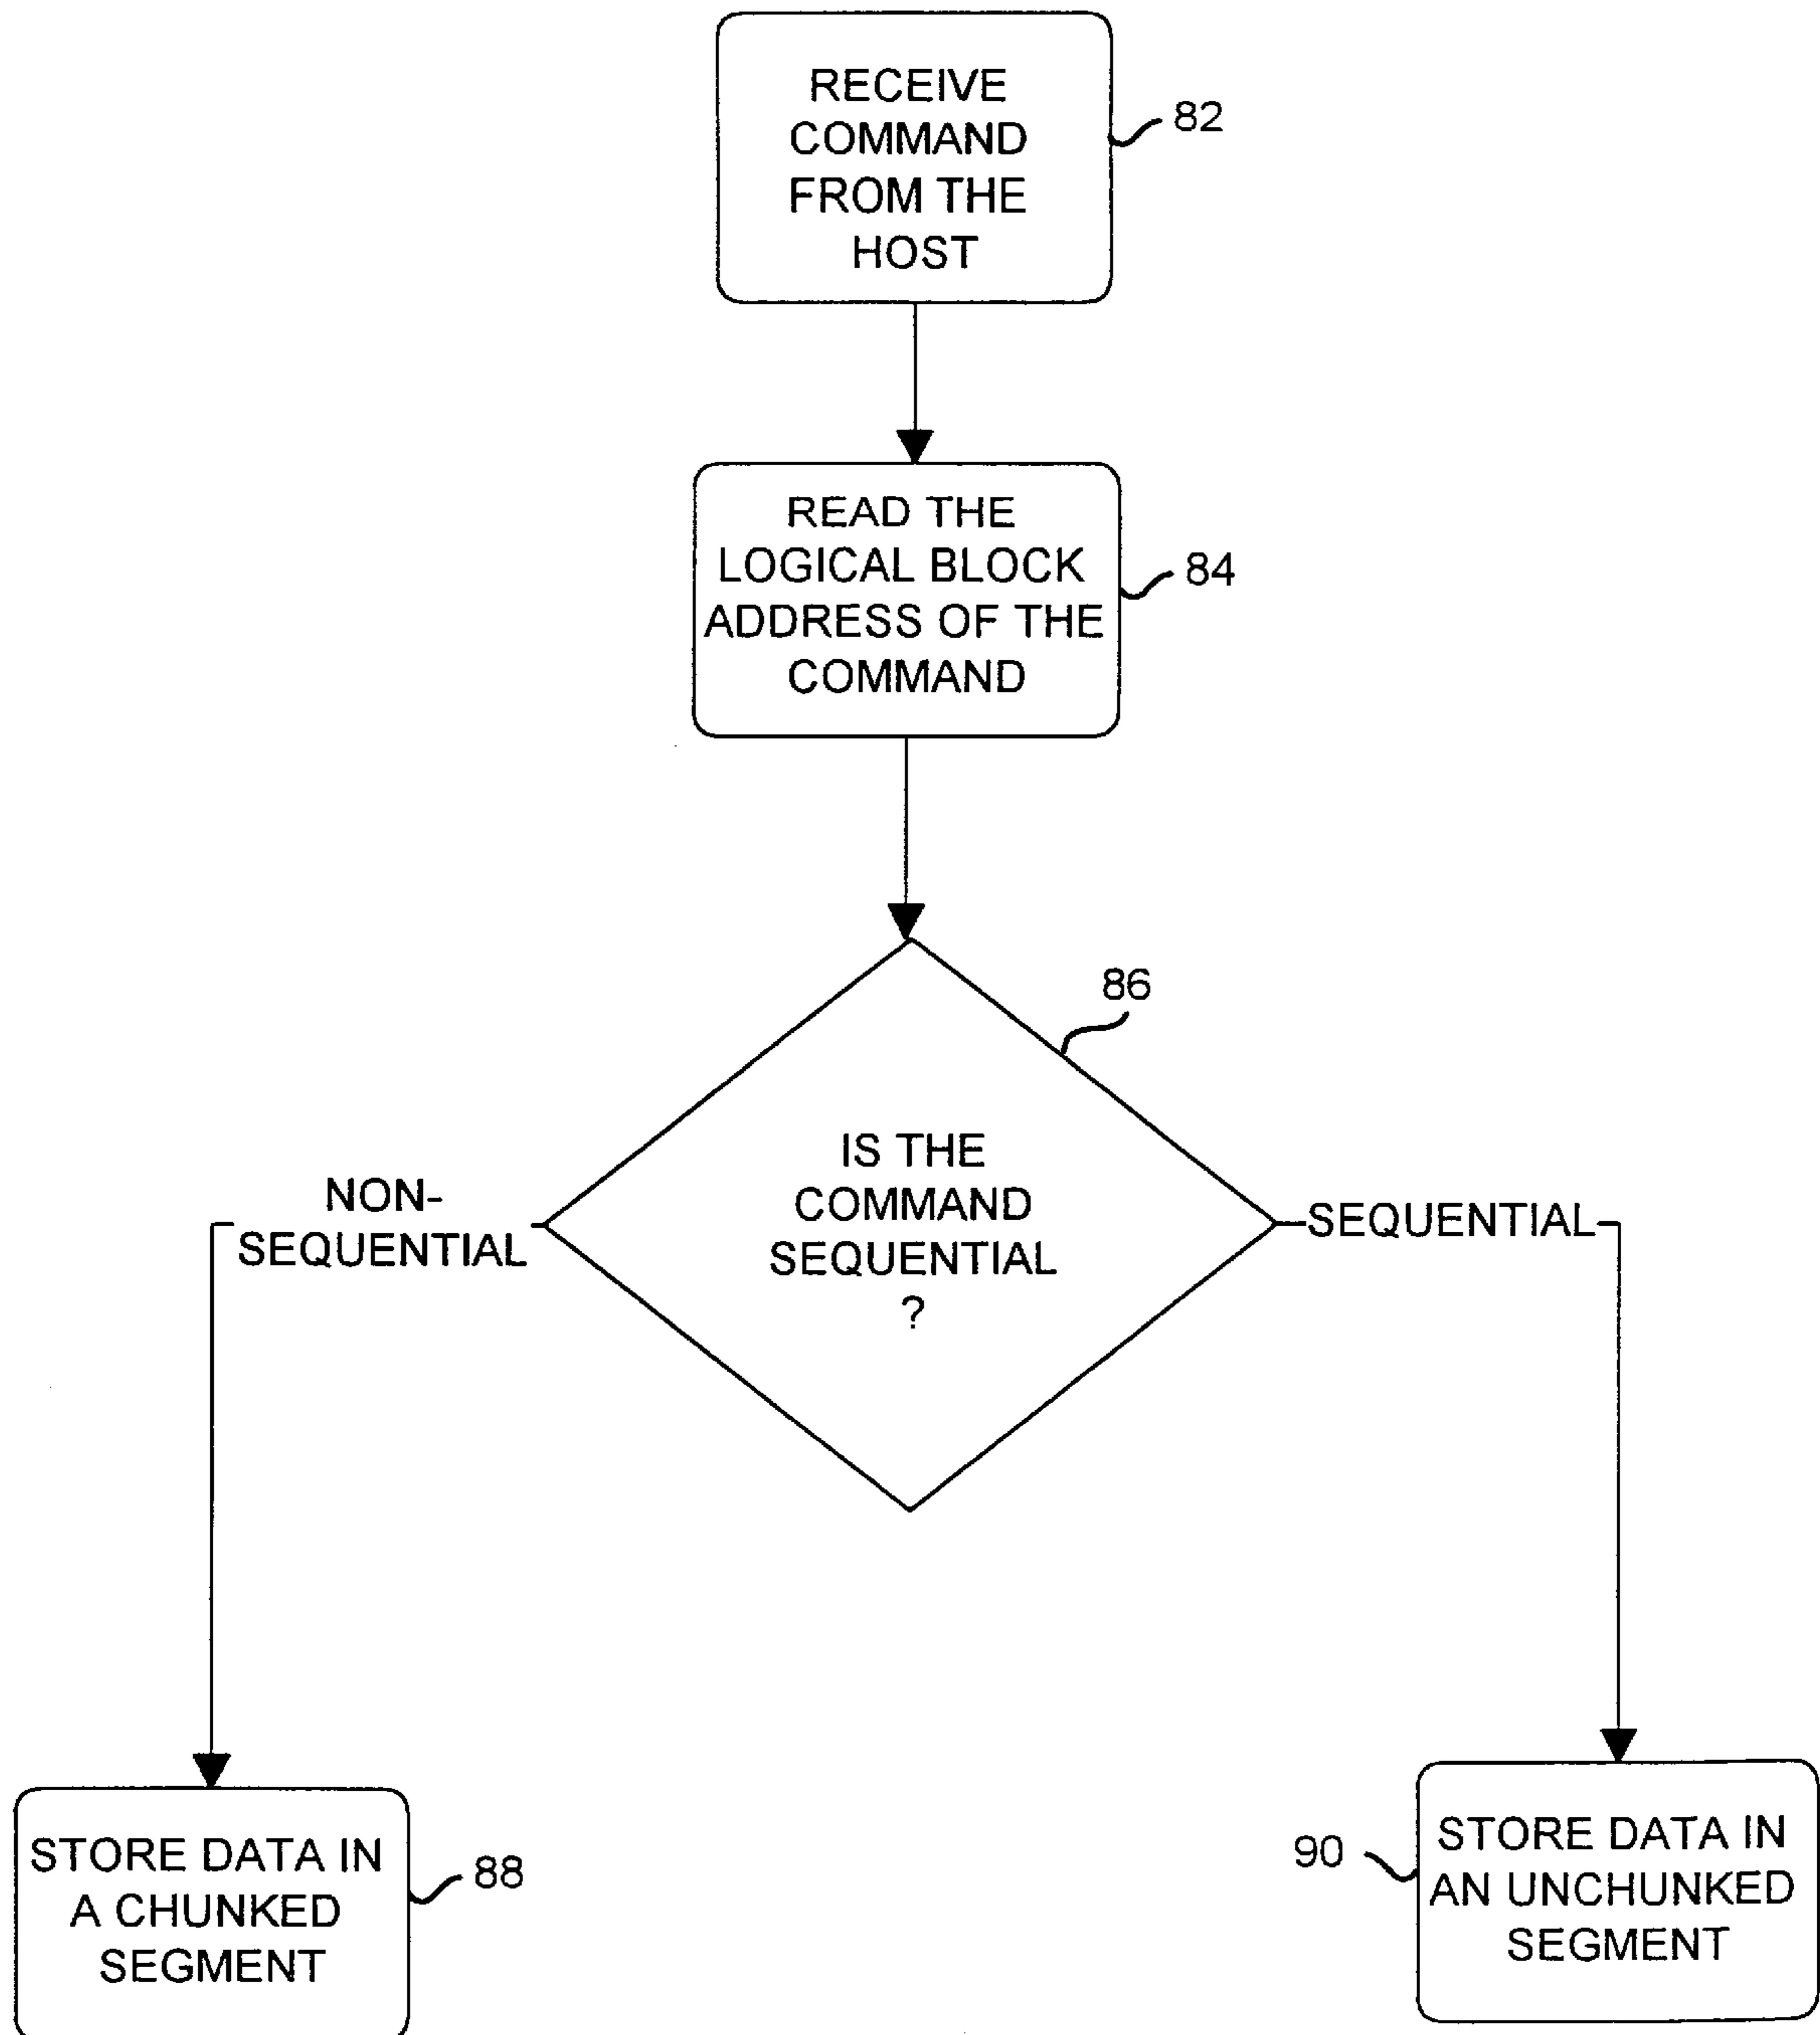 RECEIVE
COMMAND
FROM THE
HOST
82
READ THE
LOGICAL BLOCK
ADDRESS OF THE
COMMAND
84
86
IS THE
COMMAND
SEQUENTIAL
?
NON-
SEQUENTIAL
SEQUENTIAL
STORE DATA IN
A CHUNKED
SEGMENT
88
90
STORE DATA IN
AN UNCHUNKED
SEGMENT